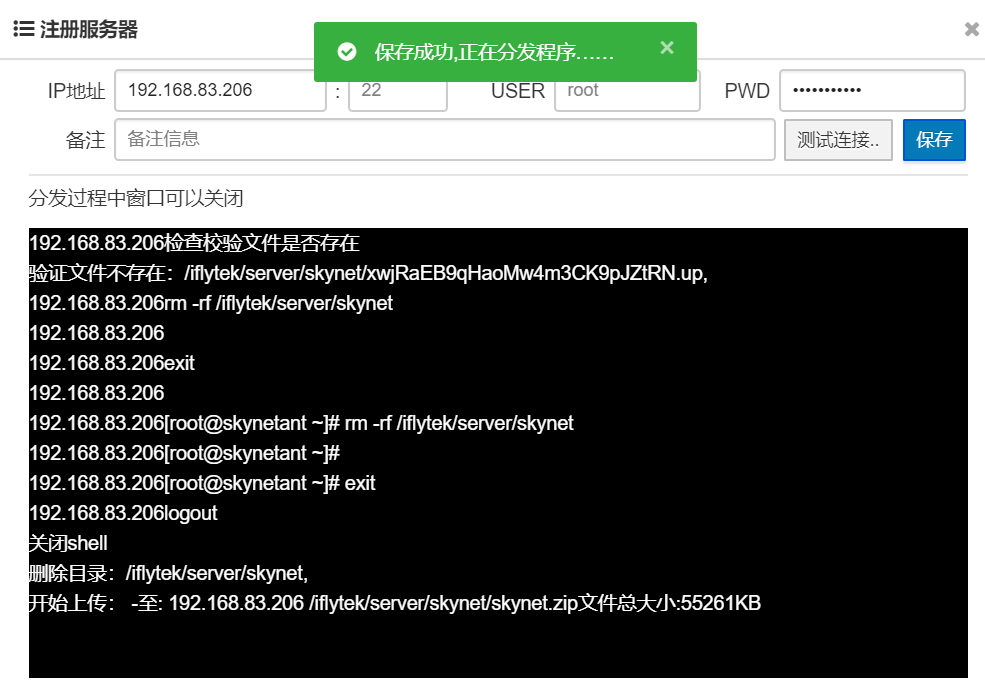 注册服务器
保存成功,正在分发程序......
IP地址 192.168.83.206 : 22 USER root PWD •••••••••••
备注 备注信息 测试连接.. 保存
分发过程中窗口可以关闭
192.168.83.206检查校验文件是否存在
验证文件不存在：/iflytek/server/skynet/xwjRaEB9qHaoMw4m3CK9pJZtRN.up,
192.168.83.206rm -rf /iflytek/server/skynet
192.168.83.206
192.168.83.206exit
192.168.83.206
192.168.83.206[root@skynetant ~]# rm -rf /iflytek/server/skynet
192.168.83.206[root@skynetant ~]#
192.168.83.206[root@skynetant ~]# exit
192.168.83.206logout
关闭shell
删除目录：/iflytek/server/skynet,
开始上传： -至: 192.168.83.206 /iflytek/server/skynet/skynet.zip文件总大小:55261KB